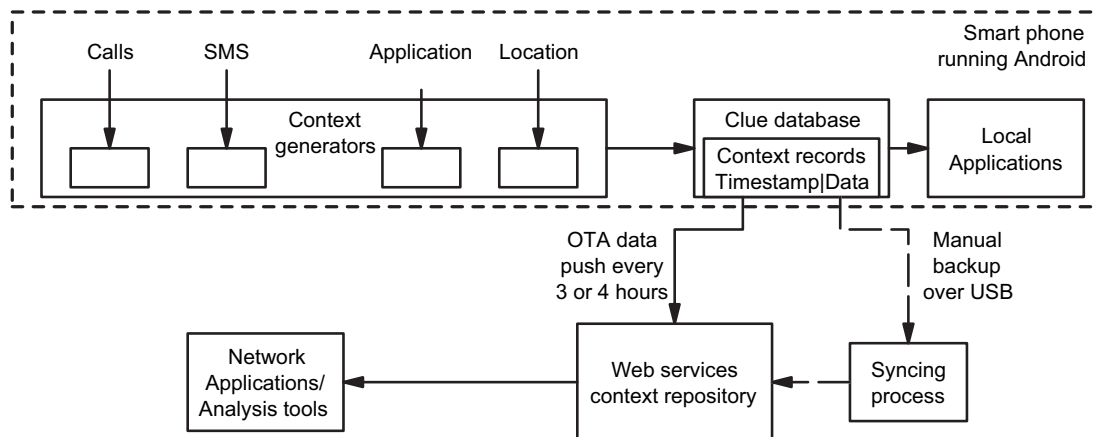 Smart phone
running Android
Calls
SMS
Application
Location
Context
generators
Clue database
Context records
Timestamp|Data
Local
Applications
OTA data
push every
3 or 4 hours
Manual
backup
over USB
Network
Applications/
Analysis tools
Web services
context repository
Syncing
process